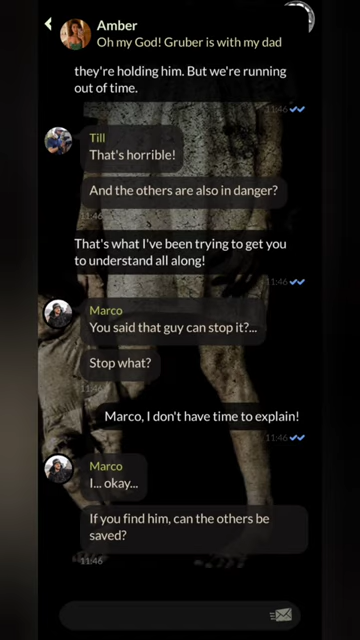 Amber
Oh my God! Gruber is with my dad
they're holding him. But we're running
out of time.
11:46
Till
That's horrible!
And the others are also in danger?
11:46
That's what I've been trying to get you
to understand all along!
11:46
Marco
You said that guy can stop it?...
Stop what?
11:46
Marco, I don't have time to explain!
11:46
Marco
I... okay...
If you find him, can the others be
saved?
11:46